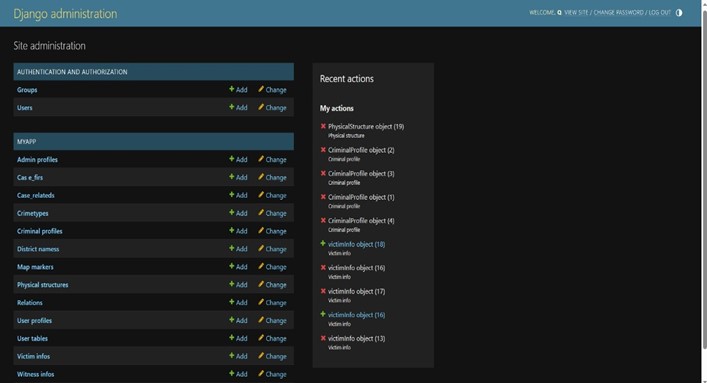 Django administration
WELCOME, Q. VIEW SITE / CHANGE PASSWORD / LOG OUT
Site administration
AUTHENTICATION AND AUTHORIZATION
Groups + Add Change
Users + Add Change
MYAPP
Admin profiles + Add Change
Cas e_firs + Add Change
Case_relateds + Add Change
Crimetypes + Add Change
Criminal profiles + Add Change
District namess + Add Change
Map markers + Add Change
Physical structures + Add Change
Relations + Add Change
User profiles + Add Change
User tables + Add Change
Victim infos + Add Change
Witness infos + Add Change
Recent actions
My actions
PhysicalStructure object (19)
Physical structure
CriminalProfile object (2)
Criminal profile
CriminalProfile object (3)
Criminal profile
CriminalProfile object (1)
Criminal profile
CriminalProfile object (4)
Criminal profile
+ victimInfo object (18)
Victim info
victimInfo object (16)
Victim info
victimInfo object (17)
Victim info
+ victimInfo object (16)
Victim info
victimInfo object (13)
Victim info